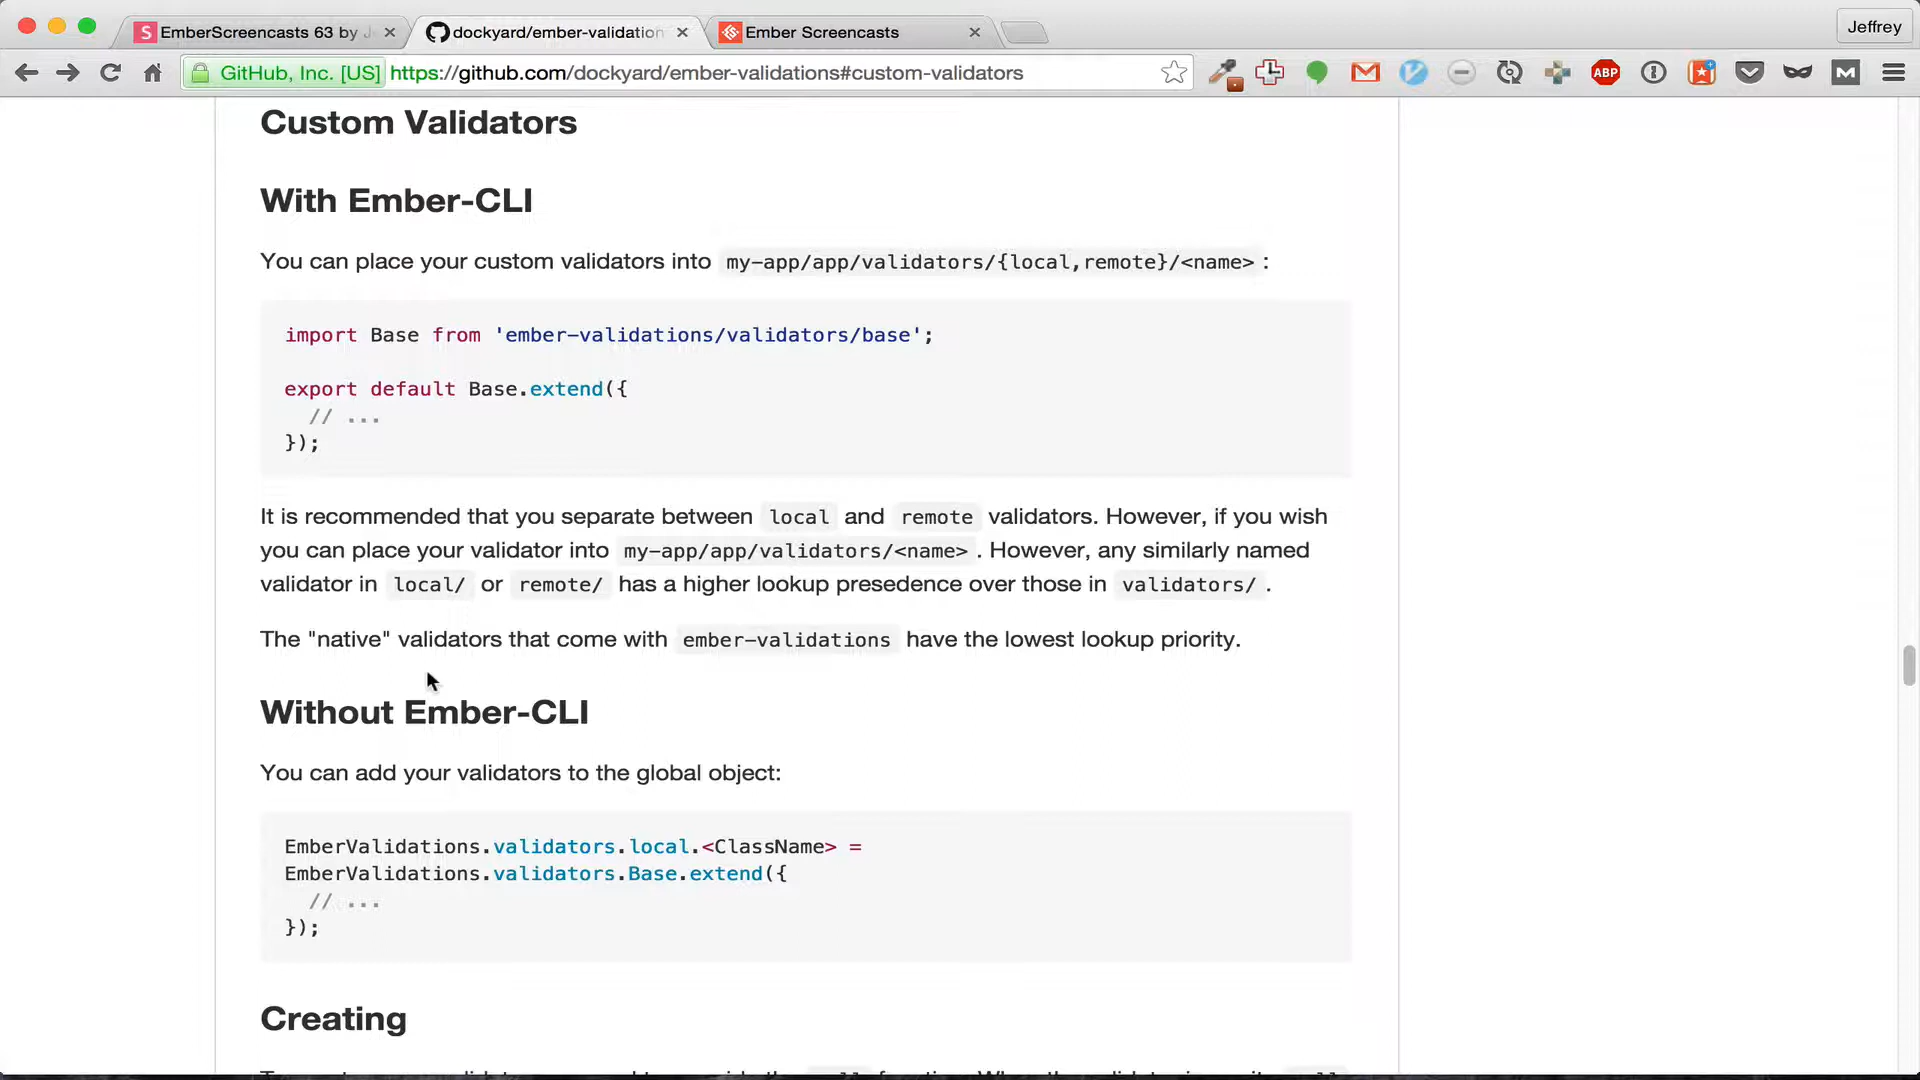 EmberScreencasts 63 by J
dockyard/ember-validation
Ember Screencasts
Jeffrey
GitHub, Inc. [US]
https://github.com/dockyard/ember-validations#custom-validators
ABP
Custom Validators
With Ember-CLI
You can place your custom validators into my-app/app/validators/{local,remote}/<name> :
import Base from 'ember-validations/validators/base';
export default Base.extend({
// ...
});
It is recommended that you separate between local and remote validators. However, if you wish
you can place your validator into my-app/app/validators/<name> . However, any similarly named
validator in local/ or remote/ has a higher lookup presedence over those in validators/ .
The "native" validators that come with ember-validations have the lowest lookup priority.
Without Ember-CLI
You can add your validators to the global object:
EmberValidations.validators.local.<ClassName> =
EmberValidations.validators.Base.extend({
// ...
});
Creating